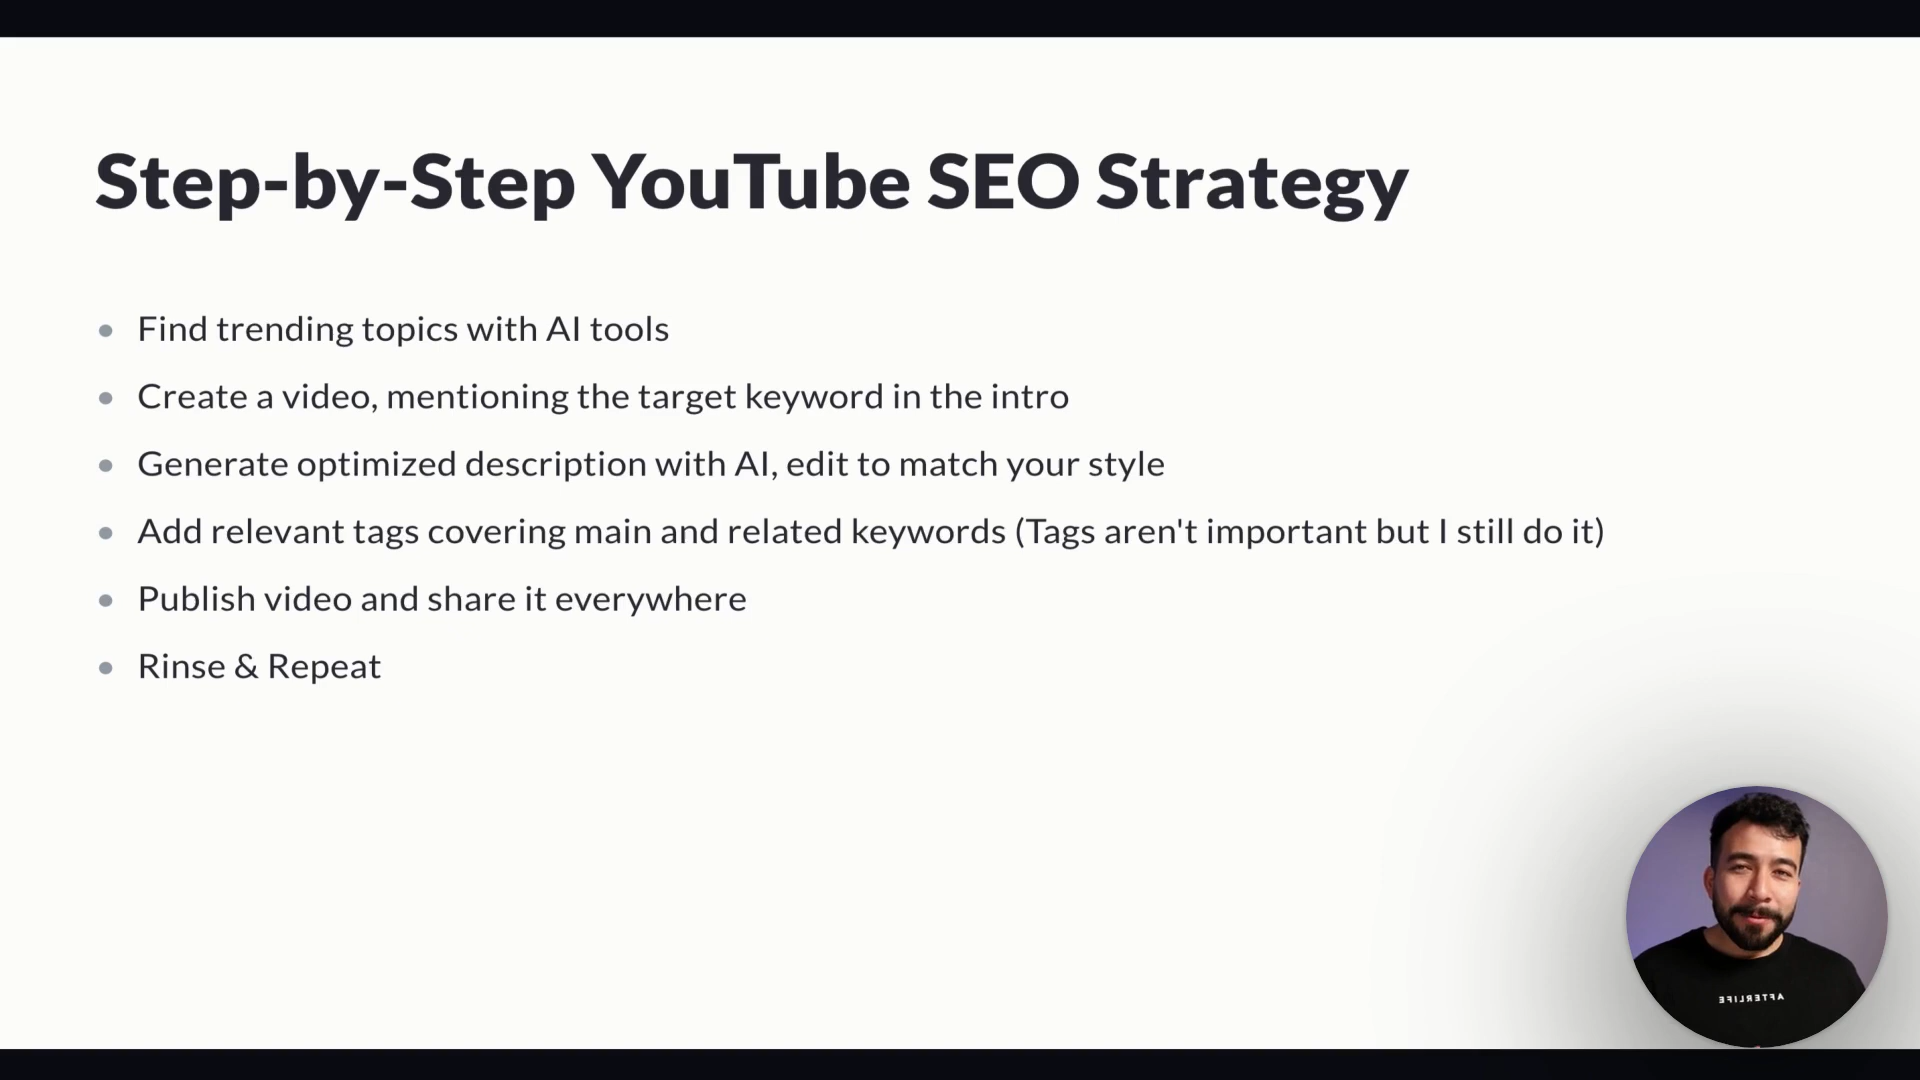 Step-by-Step YouTube SEO Strategy
• Find trending topics with AI tools
• Create a video, mentioning the target keyword in the intro
• Generate optimized description with AI, edit to match your style
• Add relevant tags covering main and related keywords (Tags aren't important but I still do it)
• Publish video and share it everywhere
• Rinse & Repeat
AFTERLIFE